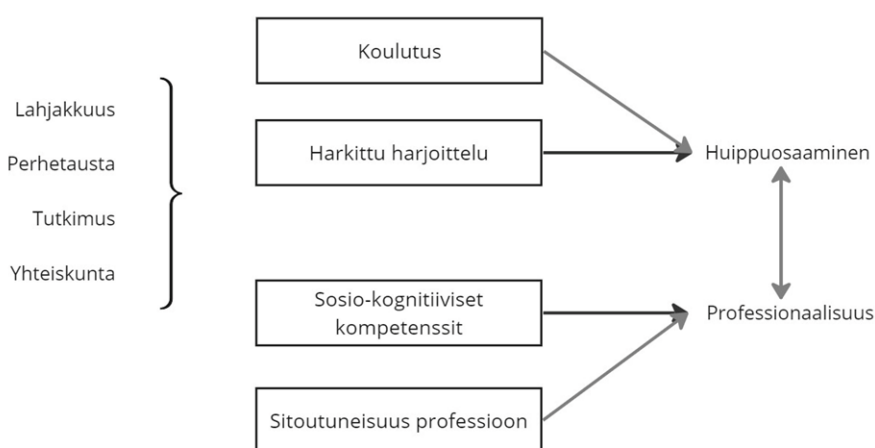 Lahjakkuus
Perhetausta
Tutkimus
Yhteiskunta
Koulutus
Harkittu harjoittelu
Sosio-kognitiiviset
kompetenssit
Sitoutuneisuus professioon
Huippuosaaminen
Professionaalisuus